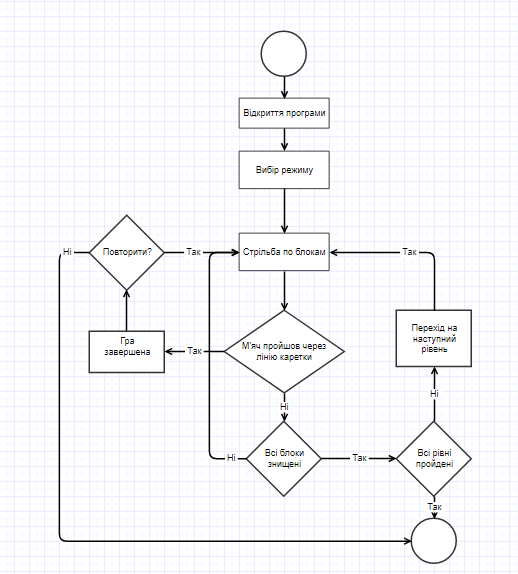 Відкриття програми
Вибір режиму
Ні
Повторити?
Так
Стрільба по блокам
Так
Гра
завершена
Так
М'яч пройшов через
лінію каретки
Перехід на
наступний
рівень
Ні
Ні
Ні
Всі блоки
знищені
Так
Всі рівні
пройдені
Так